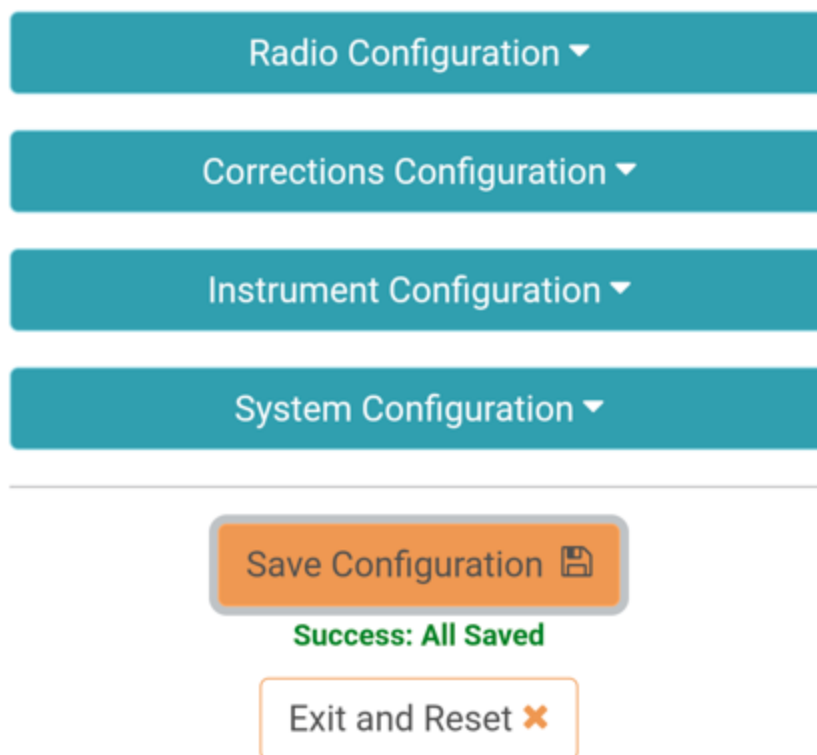 Radio Configuration
Corrections Configuration
Instrument Configuration
System Configuration
Save Configuration
Success: All Saved
Exit and Reset